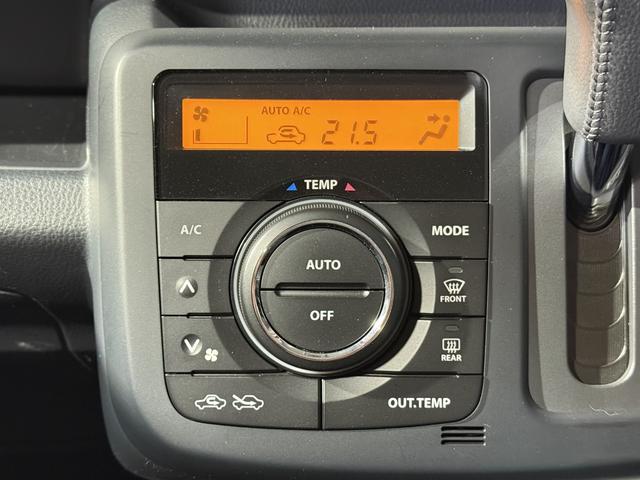 AUTO A/C
21.5
TEMP
A/C
MODE
AUTO
OFF
FRONT
REAR
OUT.TEMP